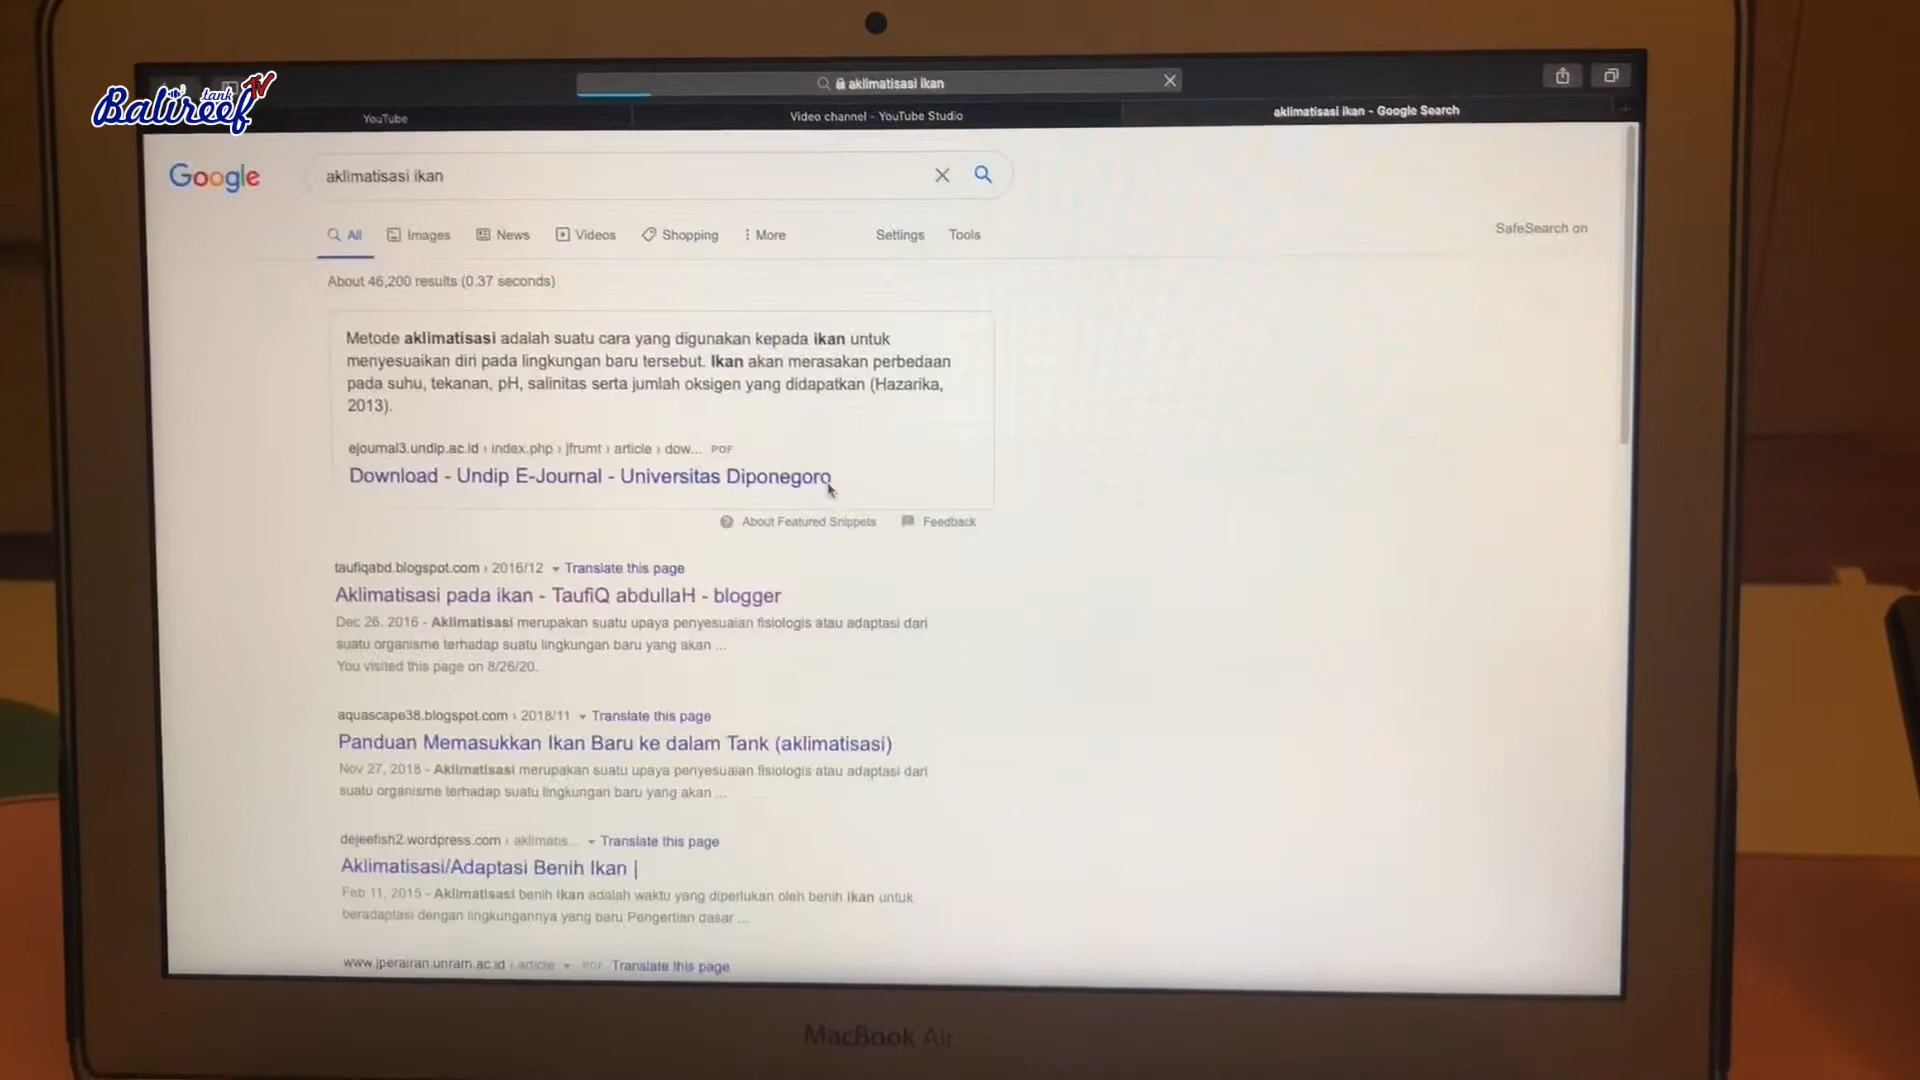 Balireef tank TV
aklimatisasi ikan
YouTube
Video channel - YouTube Studio
aklimatisasi ikan - Google Search
Google
aklimatisasi ikan
All Images News Videos Shopping More Settings Tools
SafeSearch on
About 46,200 results (0.37 seconds)
Metode aklimatisasi adalah suatu cara yang digunakan kepada ikan untuk
menyesuaikan diri pada lingkungan baru tersebut. Ikan akan merasakan perbedaan
pada suhu, tekanan, pH, salinitas serta jumlah oksigen yang didapatkan (Hazarika,
2013).
ejournal3.undip.ac.id › index.php › jfrumt › article › dow... PDF
Download - Undip E-Journal - Universitas Diponegoro
About Featured Snippets Feedback
taufiqabd.blogspot.com › 2016/12 Translate this page
Aklimatisasi pada ikan - TaufiQ abdullaH - blogger
Dec 26, 2016 - Aklimatisasi merupakan suatu upaya penyesuaian fisiologis atau adaptasi dari
suatu organisme terhadap suatu lingkungan baru yang akan ...
You visited this page on 8/26/20.
aquascape38.blogspot.com › 2018/11 Translate this page
Panduan Memasukkan Ikan Baru ke dalam Tank (aklimatisasi)
Nov 27, 2018 - Aklimatisasi merupakan suatu upaya penyesuaian fisiologis atau adaptasi dari
suatu organisme terhadap suatu lingkungan baru yang akan ...
dejeefish2.wordpress.com › aklimatis... Translate this page
Aklimatisasi/Adaptasi Benih Ikan |
Feb 11, 2015 - Aklimatisasi benih ikan adalah waktu yang diperlukan oleh benih ikan untuk
beradaptasi dengan lingkungannya yang baru Pengertian dasar ...
www.jperairan.unram.ac.id › article PDF Translate this page
MacBook Air